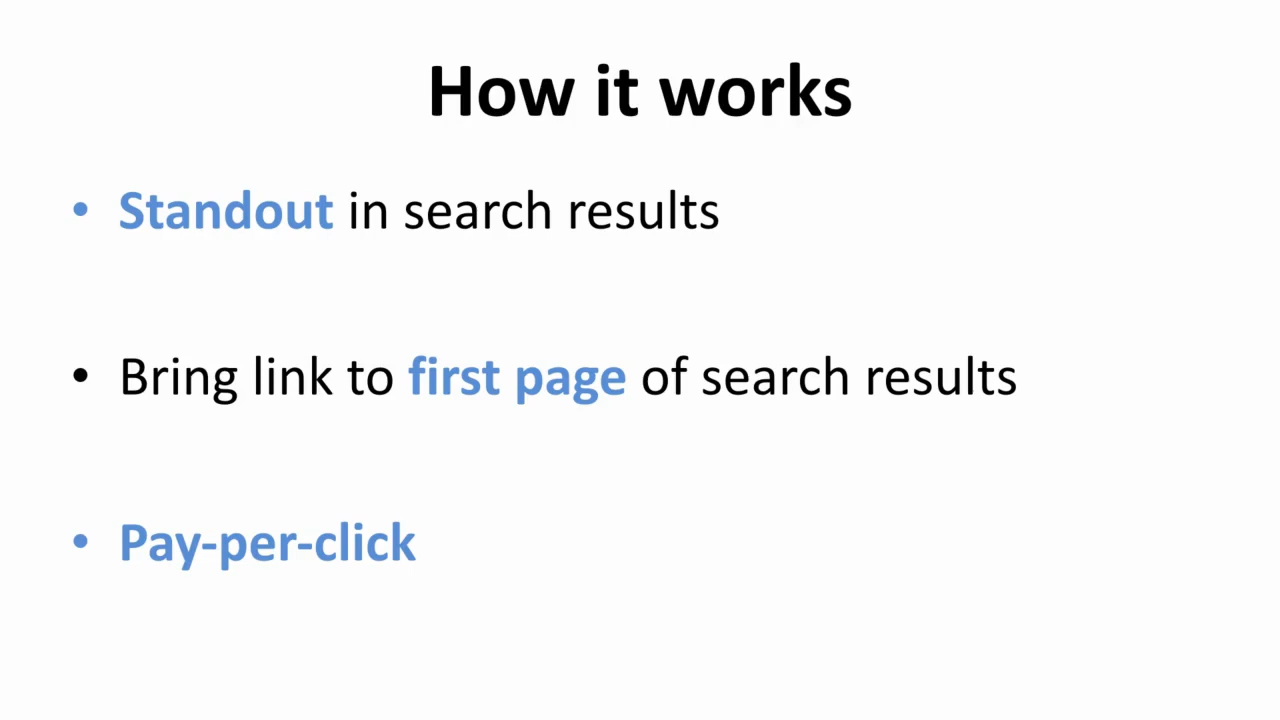 How it works
• Standout in search results
• Bring link to first page of search results
• Pay-per-click